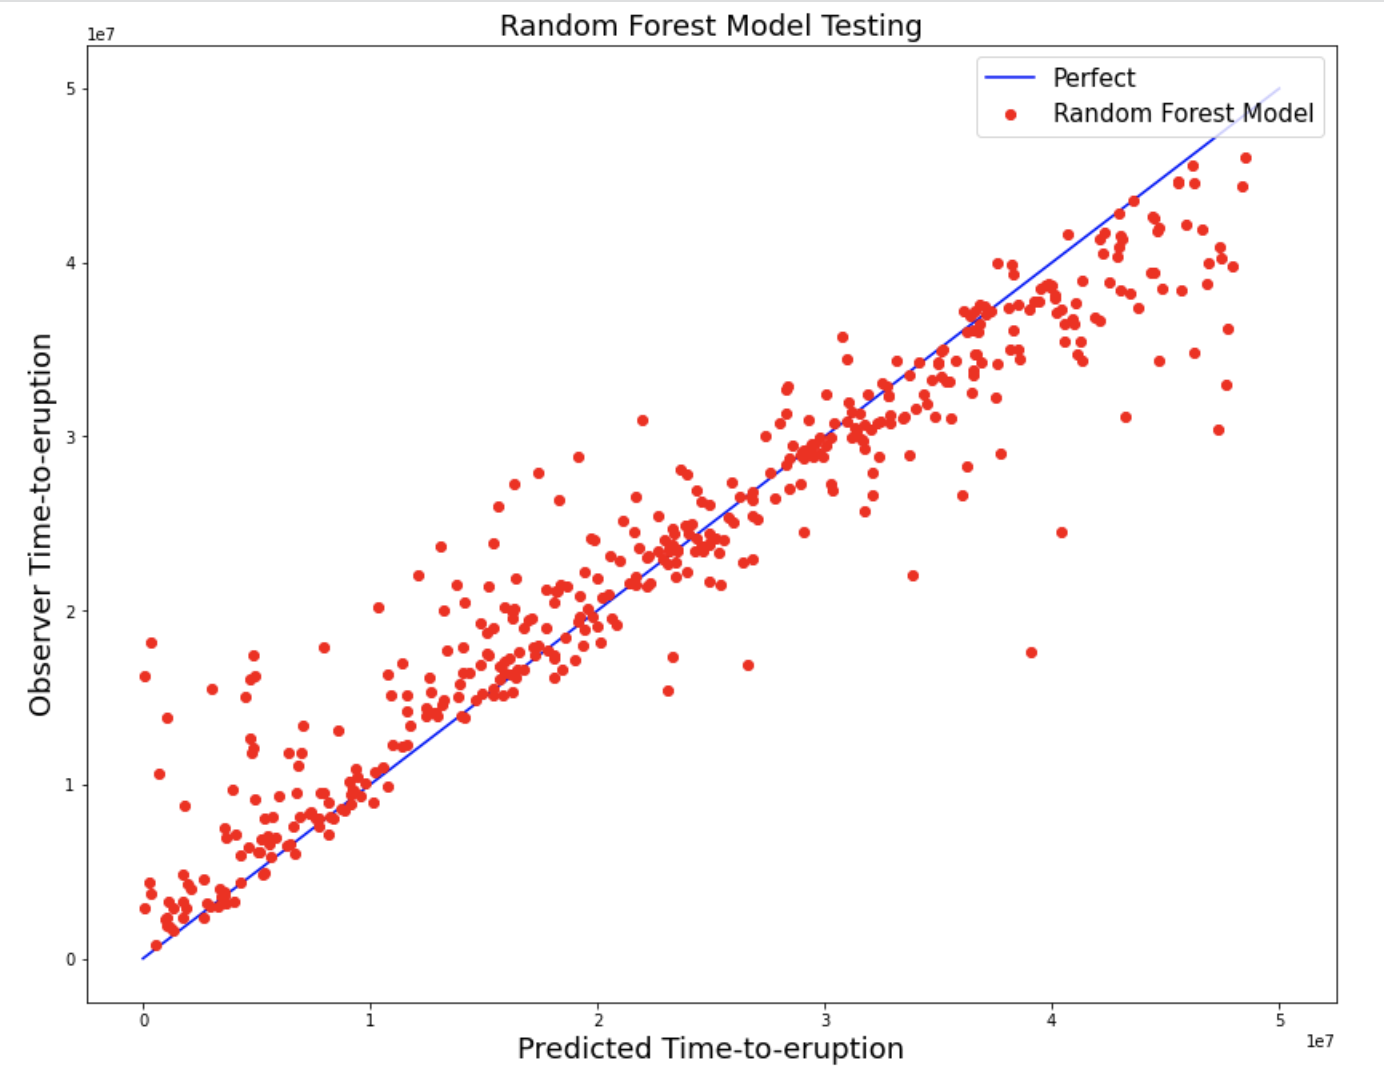 Random Forest Model Testing
1e7
Perfect
Random Forest Model
5
4
3
2
1
0
Observer Time-to-eruption
0 1 2 3 4 5
1e7
Predicted Time-to-eruption